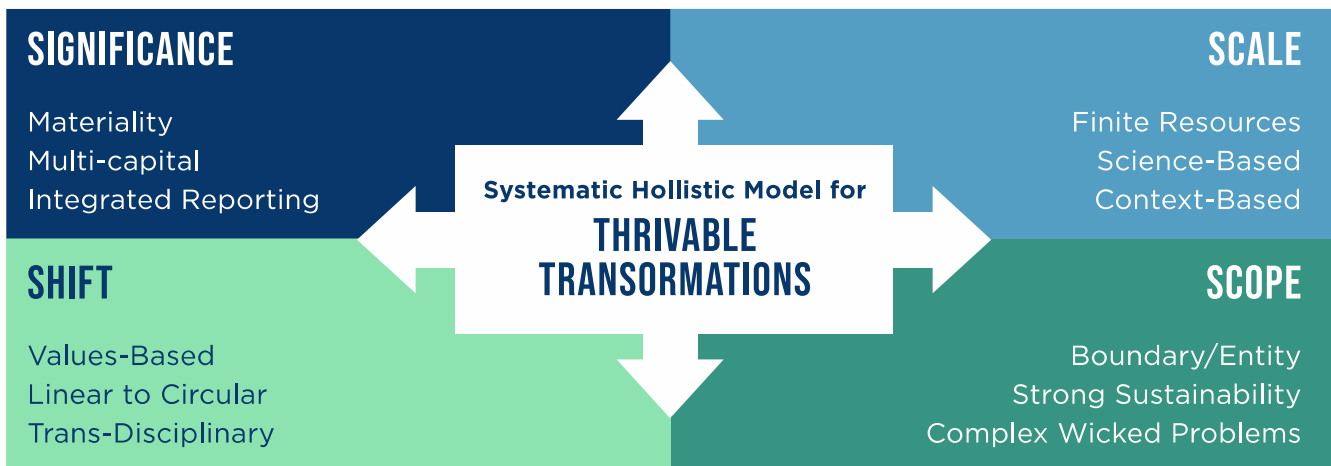 SIGNIFICANCE
Materiality
Multi-capital
Integrated Reporting
SCALE
Finite Resources
Science-Based
Context-Based
Systematic Hollistic Model for
THRIVABLE
TRANSORMATIONS
SHIFT
Values-Based
Linear to Circular
Trans-Disciplinary
SCOPE
Boundary/Entity
Strong Sustainability
Complex Wicked Problems